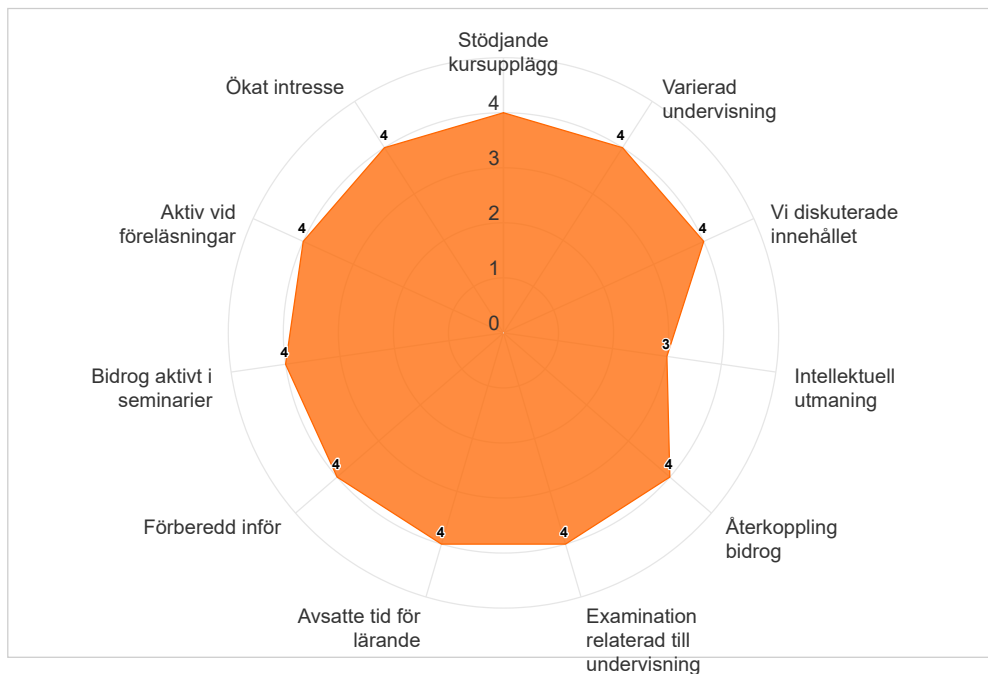 Stödjande
kursupplägg
Ökat intresse
Varierad
undervisning
4
4
4
3
Aktiv vid
föreläsningar
4
Vi diskuterade
innehållet
4
2
1
0
4
3
Bidrog aktivt i
seminarier
Intellektuell
utmaning
4
4
Förberedd inför
Återkoppling
bidrog
4
4
Avsatte tid för
lärande
Examination
relaterad till
undervisning